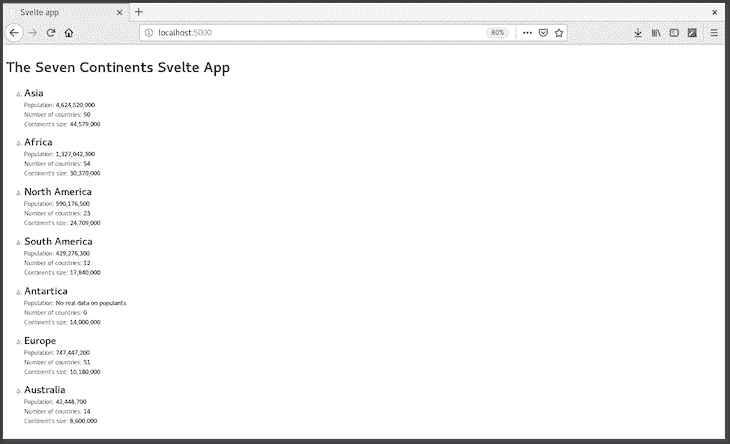 Svelte app
localhost:5000
80%
The Seven Continents Svelte App
Asia
Population: 4,624,520,000
Number of countries: 50
Continent's size: 44,579,000
Africa
Population: 1,327,042,300
Number of countries: 54
Continent's size: 30,370,000
North America
Population: 590,176,500
Number of countries: 23
Continent's size: 24,709,000
South America
Population: 429,276,300
Number of countries: 12
Continent's size: 17,840,000
Antartica
Population: No real data on populants
Number of countries: 0
Continent's size: 14,000,000
Europe
Population: 747,447,200
Number of countries: 51
Continent's size: 10,180,000
Australia
Population: 42,448,700
Number of countries: 14
Continent's size: 8,600,000